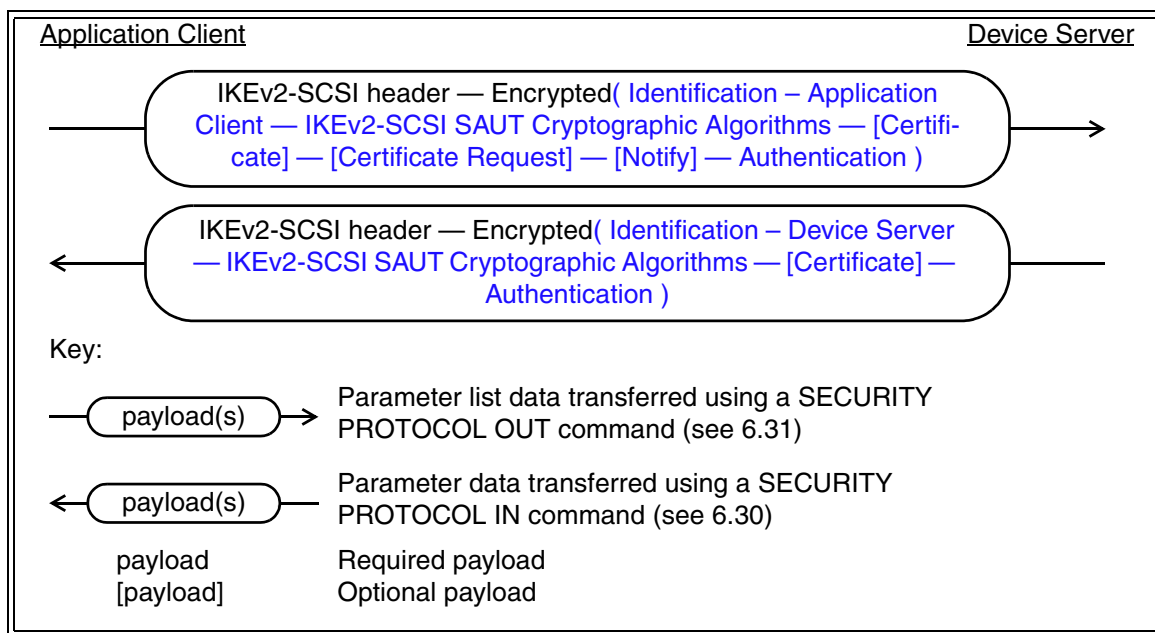 Application Client
Device Server
IKEv2-SCSI header — Encrypted( Identification – Application
Client — IKEv2-SCSI SAUT Cryptographic Algorithms — [Certifi-
cate] — [Certificate Request] — [Notify] — Authentication )
IKEv2-SCSI header — Encrypted( Identification – Device Server
— IKEv2-SCSI SAUT Cryptographic Algorithms — [Certificate] —
Authentication )
Key:
payload(s)
Parameter list data transferred using a SECURITY
PROTOCOL OUT command (see 6.31)
payload(s)
Parameter data transferred using a SECURITY
PROTOCOL IN command (see 6.30)
payload
Required payload
[payload]
Optional payload